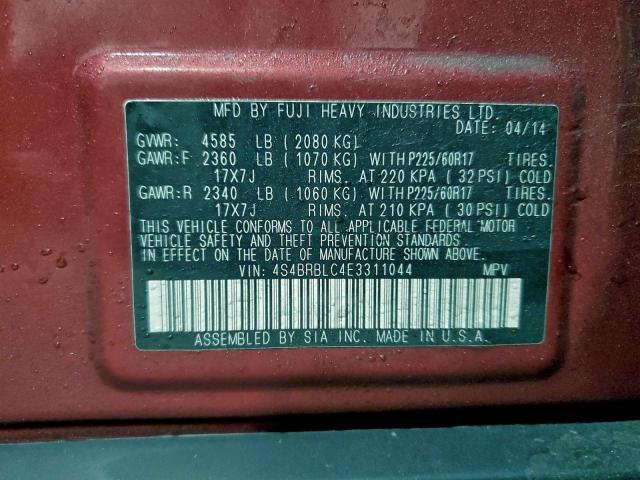 MFD BY FUJI HEAVY INDUSTRIES LTD.
DATE: 04/14
GVWR: 4585 LB ( 2080 KG)
GAWR:F 2360 LB ( 1070 KG) WITH P225/60R17 TIRES.
17X7J RIMS. AT 220 KPA ( 32 PSI) COLD
GAWR:R 2340 LB ( 1060 KG) WITH P225/60R17 TIRES.
17X7J RIMS. AT 210 KPA ( 30 PSI) COLD
THIS VEHICLE CONFORMS TO ALL APPLICABLE FEDERAL MOTOR
VEHICLE SAFETY AND THEFT PREVENTION STANDARDS
IN EFFECT ON THE DATE OF MANUFACTURE SHOWN ABOVE.
VIN: 4S4BRBLC4E3311044 MPV
ASSEMBLED BY SIA INC. MADE IN U.S.A.